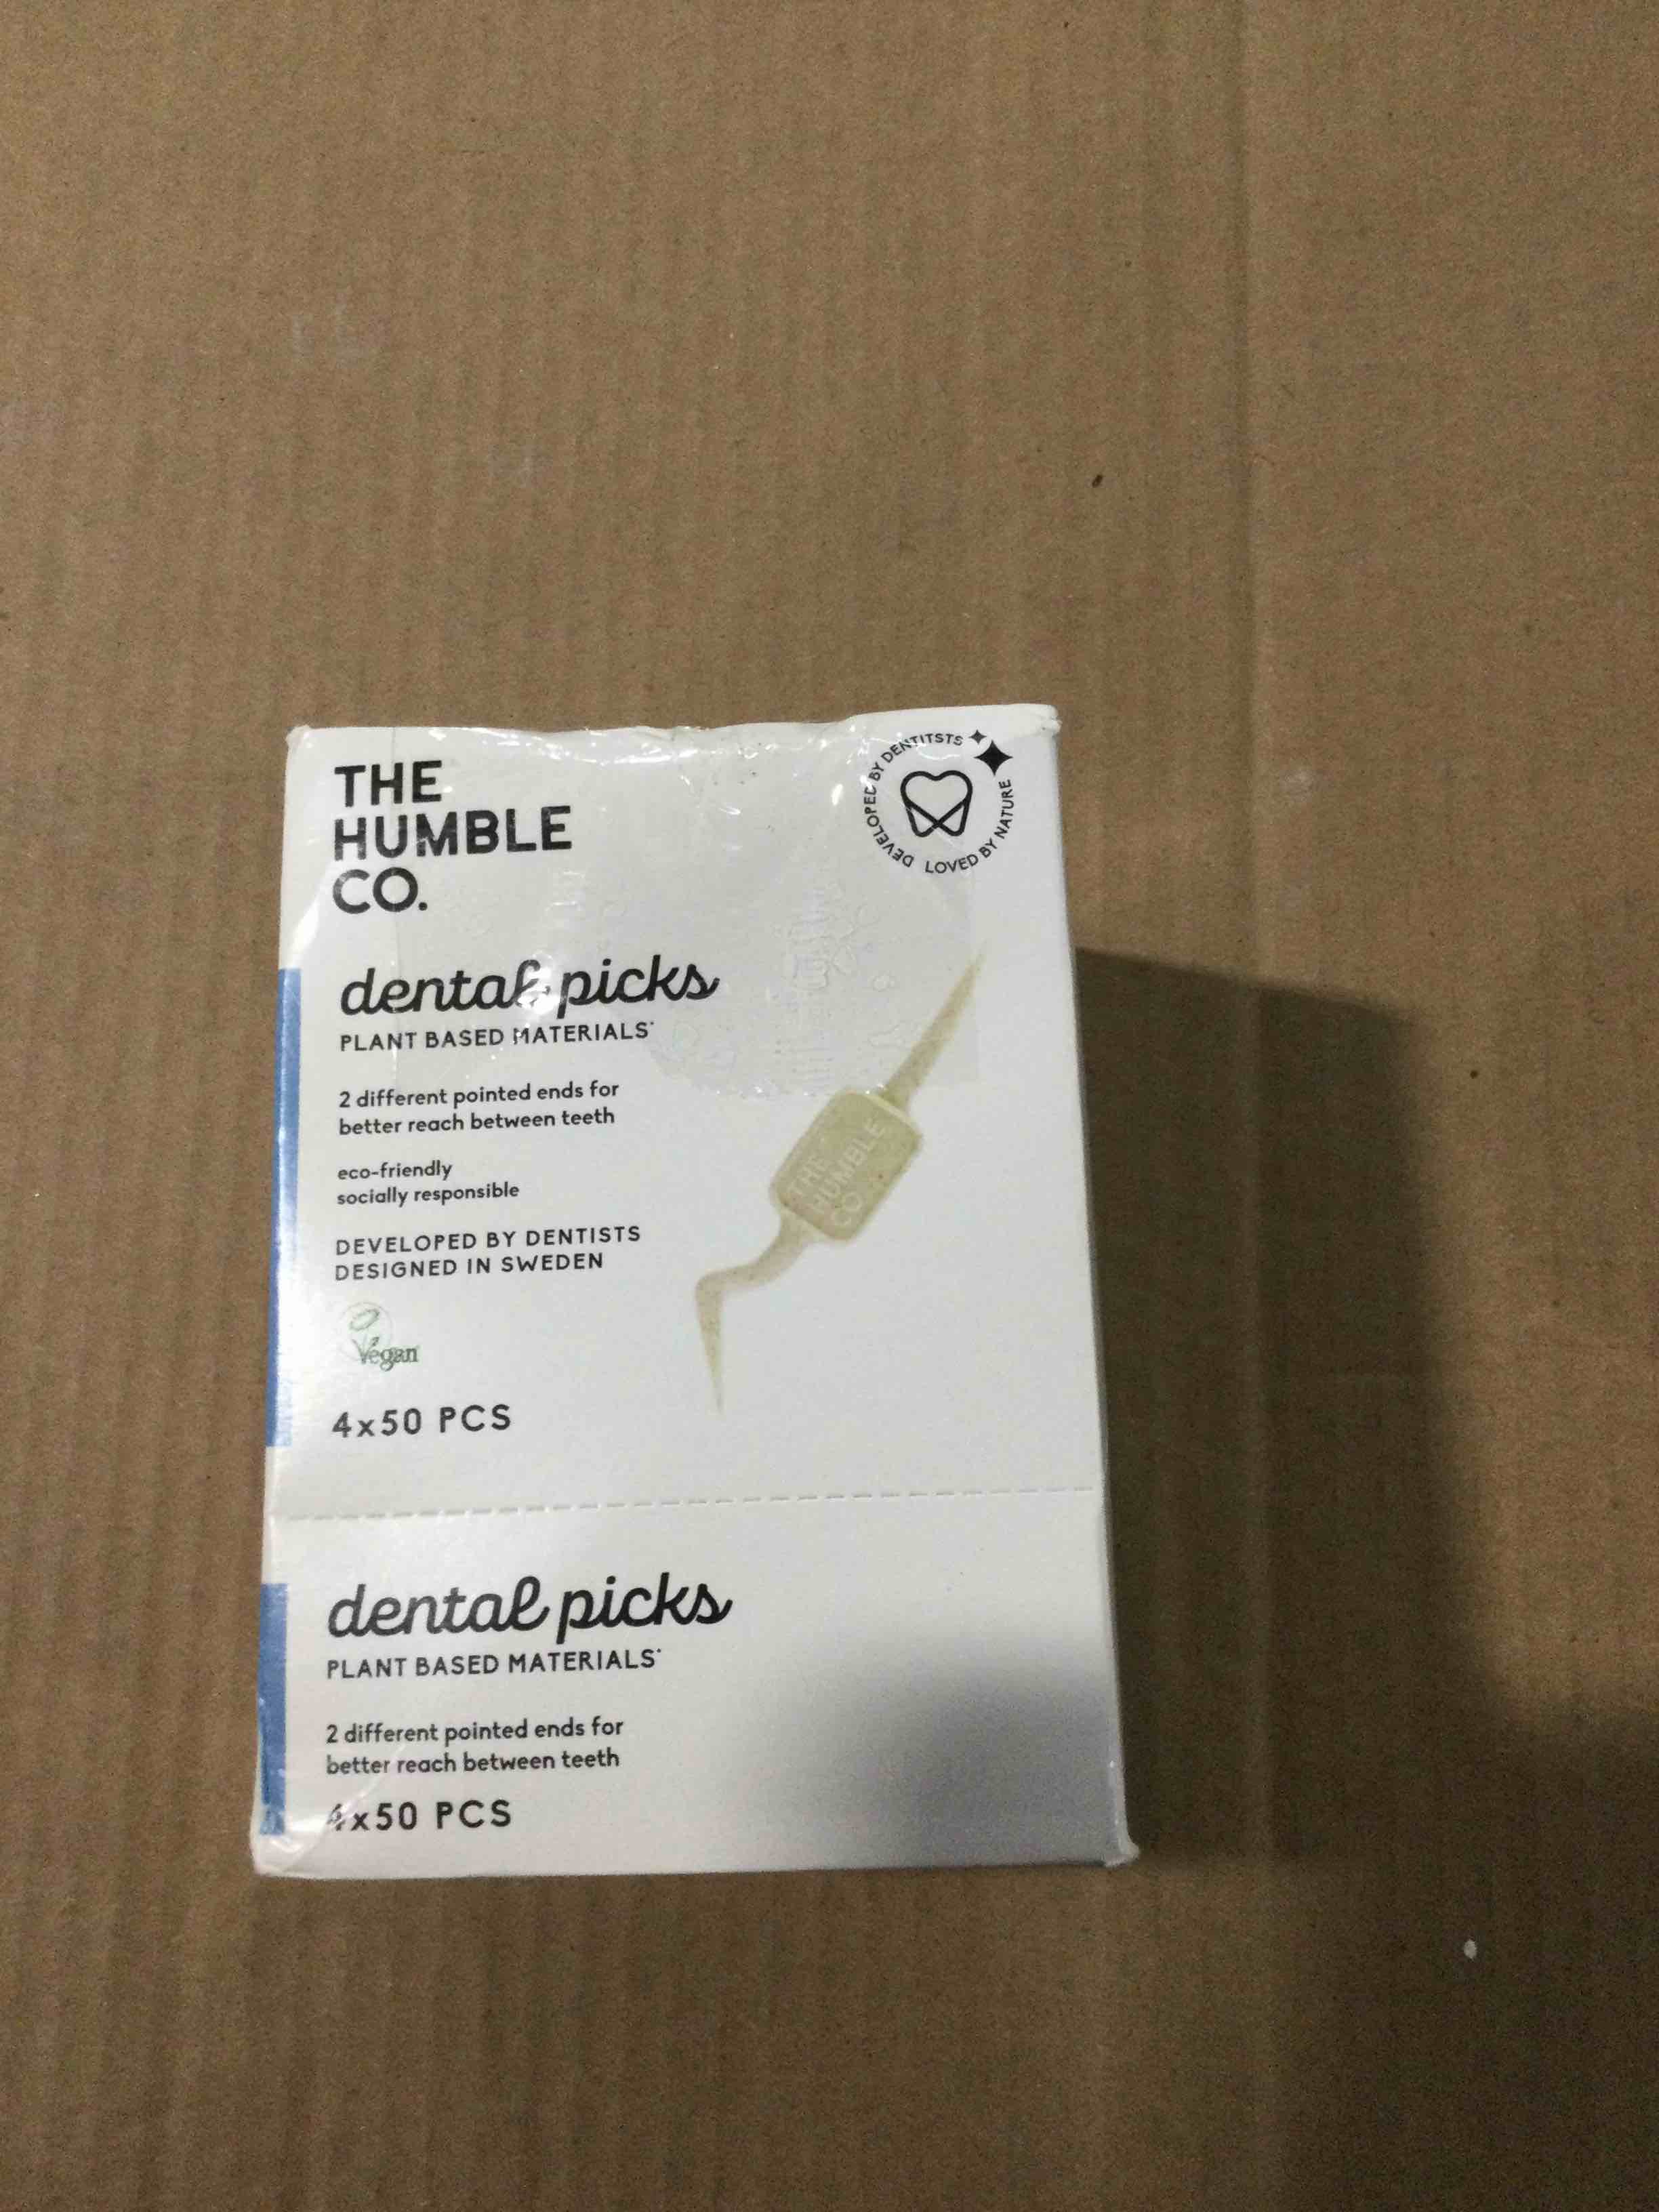 THE
HUMBLE
CO.
DEVELOPED BY DENTITSTS
LOVED BY NATURE
dental picks
PLANT BASED MATERIALS*
2 different pointed ends for
better reach between teeth
eco-friendly
socially responsible
DEVELOPED BY DENTISTS
DESIGNED IN SWEDEN
Vegan
4x50 PCS
THE
HUMBLE
CO.
dental picks
PLANT BASED MATERIALS*
2 different pointed ends for
better reach between teeth
4x50 PCS